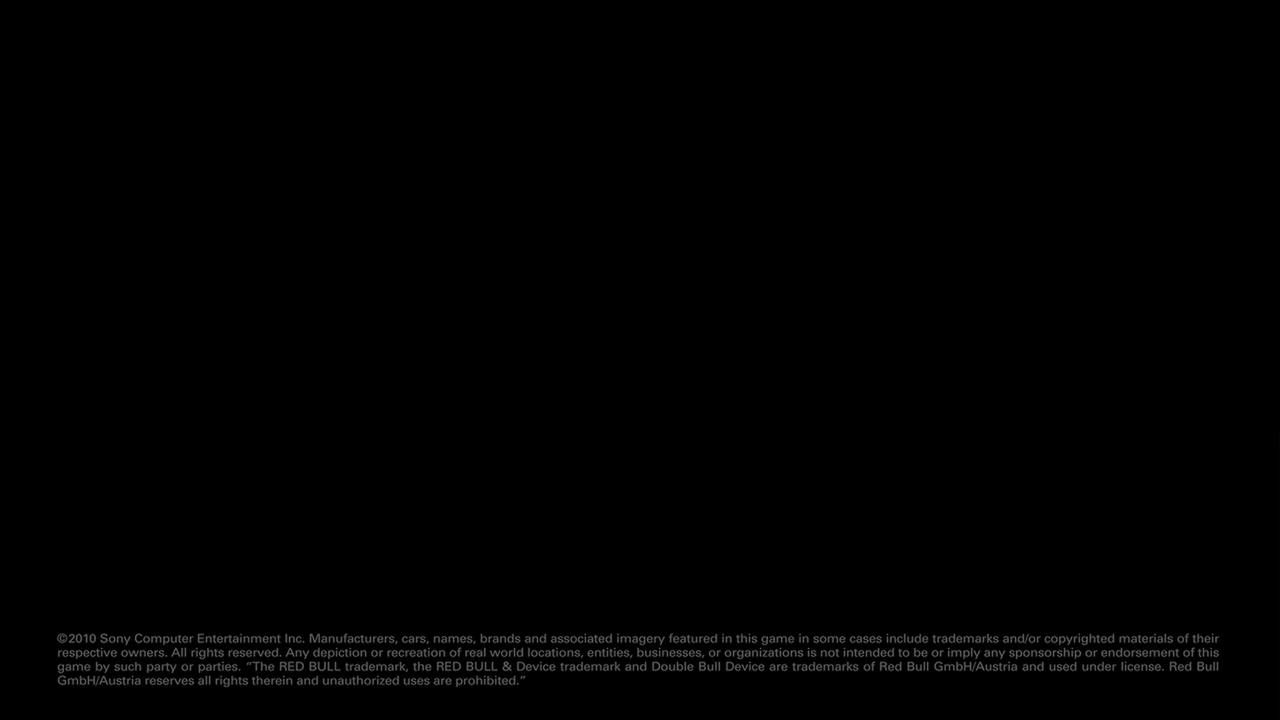 ©2010 Sony Computer Entertainment Inc. Manufacturers, cars, names, brands and associated imagery featured in this game in some cases include trademarks and/or copyrighted materials of their
respective owners. All rights reserved. Any depiction or recreation of real world locations, entities, businesses, or organizations is not intended to be or imply any sponsorship or endorsement of this
game by such party or parties. “The RED BULL trademark, the RED BULL & Device trademark and Double Bull Device are trademarks of Red Bull GmbH/Austria and used under license. Red Bull
GmbH/Austria reserves all rights therein and unauthorized uses are prohibited.”